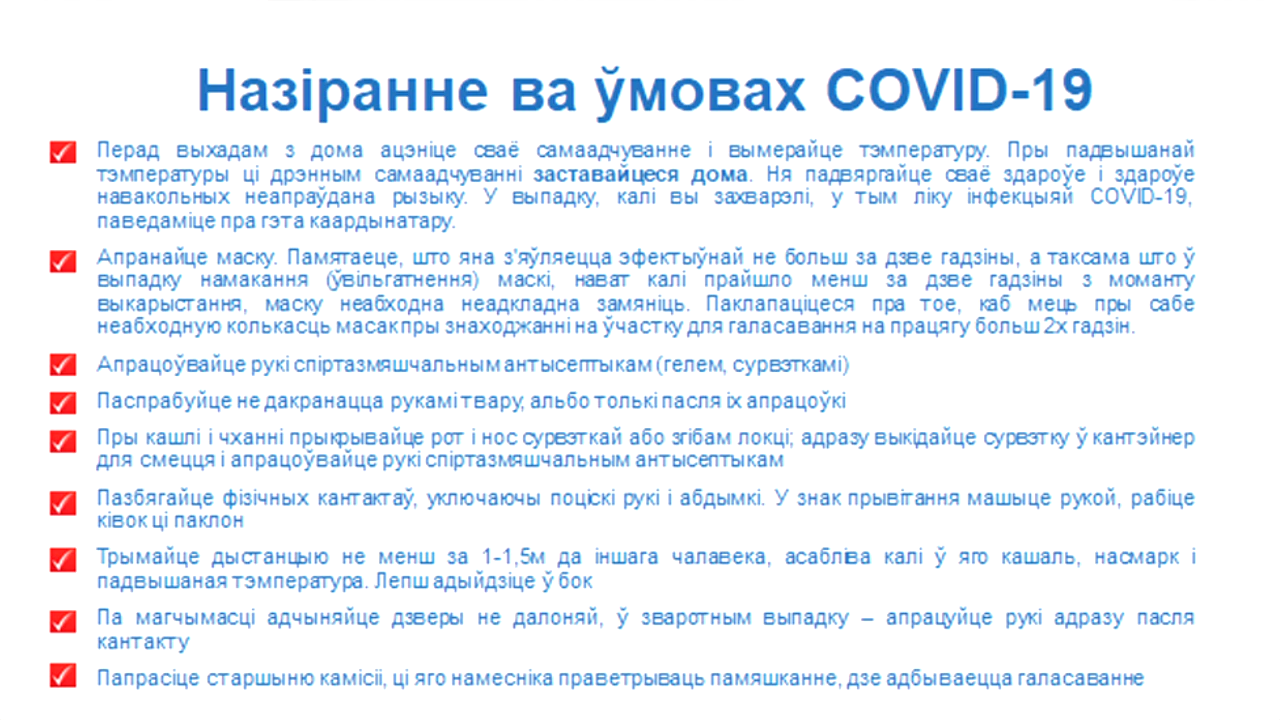 Назіранне ва ўмовах COVID-19
Перад выхадам з дома ацэніце сваё самаадчуванне і вымерайце тэмпературу. Пры падвышанай
тэмпературы ці дрэнным самаадчуванні заставайцеся дома. Ня падвяргайце сваё здароўе і здароўе
навакольных неапраўдана рызыку. У выпадку, калі вы захварэлі, у тым ліку інфекцыяй COVID-19,
паведаміце пра гэта каардынатару.
Апранайце маску. Памятаеце, што яна з'яўляецца эфектыўнай не больш за дзве гадзіны, а таксама што ў
выпадку намакання (ўвільгатнення) маскі, нават калі прайшло менш за дзве гадзіны з моманту
выкарыстання, маску неабходна неадкладна замяніць. Паклапаціцеся пра тое, каб мець пры сабе
неабходную колькасць масак пры знаходжанні на ўчастку для галасавання на працягу больш 2х гадзін.
Апрацоўвайце рукі спіртазмяшчальным антысептыкам (гелем, сурвэткамі)
Паспрабуйце не дакранацца рукамі твару, альбо толькі пасля іх апрацоўкі
Пры кашлі і чханні прыкрывайце рот і нос сурвэткай або згібам локці; адразу выкідайце сурвэтку ў кантэйнер
для смецця і апрацоўвайце рукі спіртазмяшчальным антысептыкам
Пазбягайце фізічных кантактаў, уключаючы поціскі рукі і абдымкі. У знак прывітання машыце рукой, рабіце
ківок ці паклон
Трымайце дыстанцыю не менш за 1-1,5м да іншага чалавека, асабліва калі ў яго кашаль, насмарк і
падвышаная тэмпература. Лепш адыйдзіце ў бок
Па магчымасці адчыняйце дзверы не далоняй, ў зваротным выпадку – апрацуйце рукі адразу пасля
кантакту
Папрасіце старшыню камісіі, ці яго намесніка праветрываць памяшканне, дзе адбываецца галасаванне